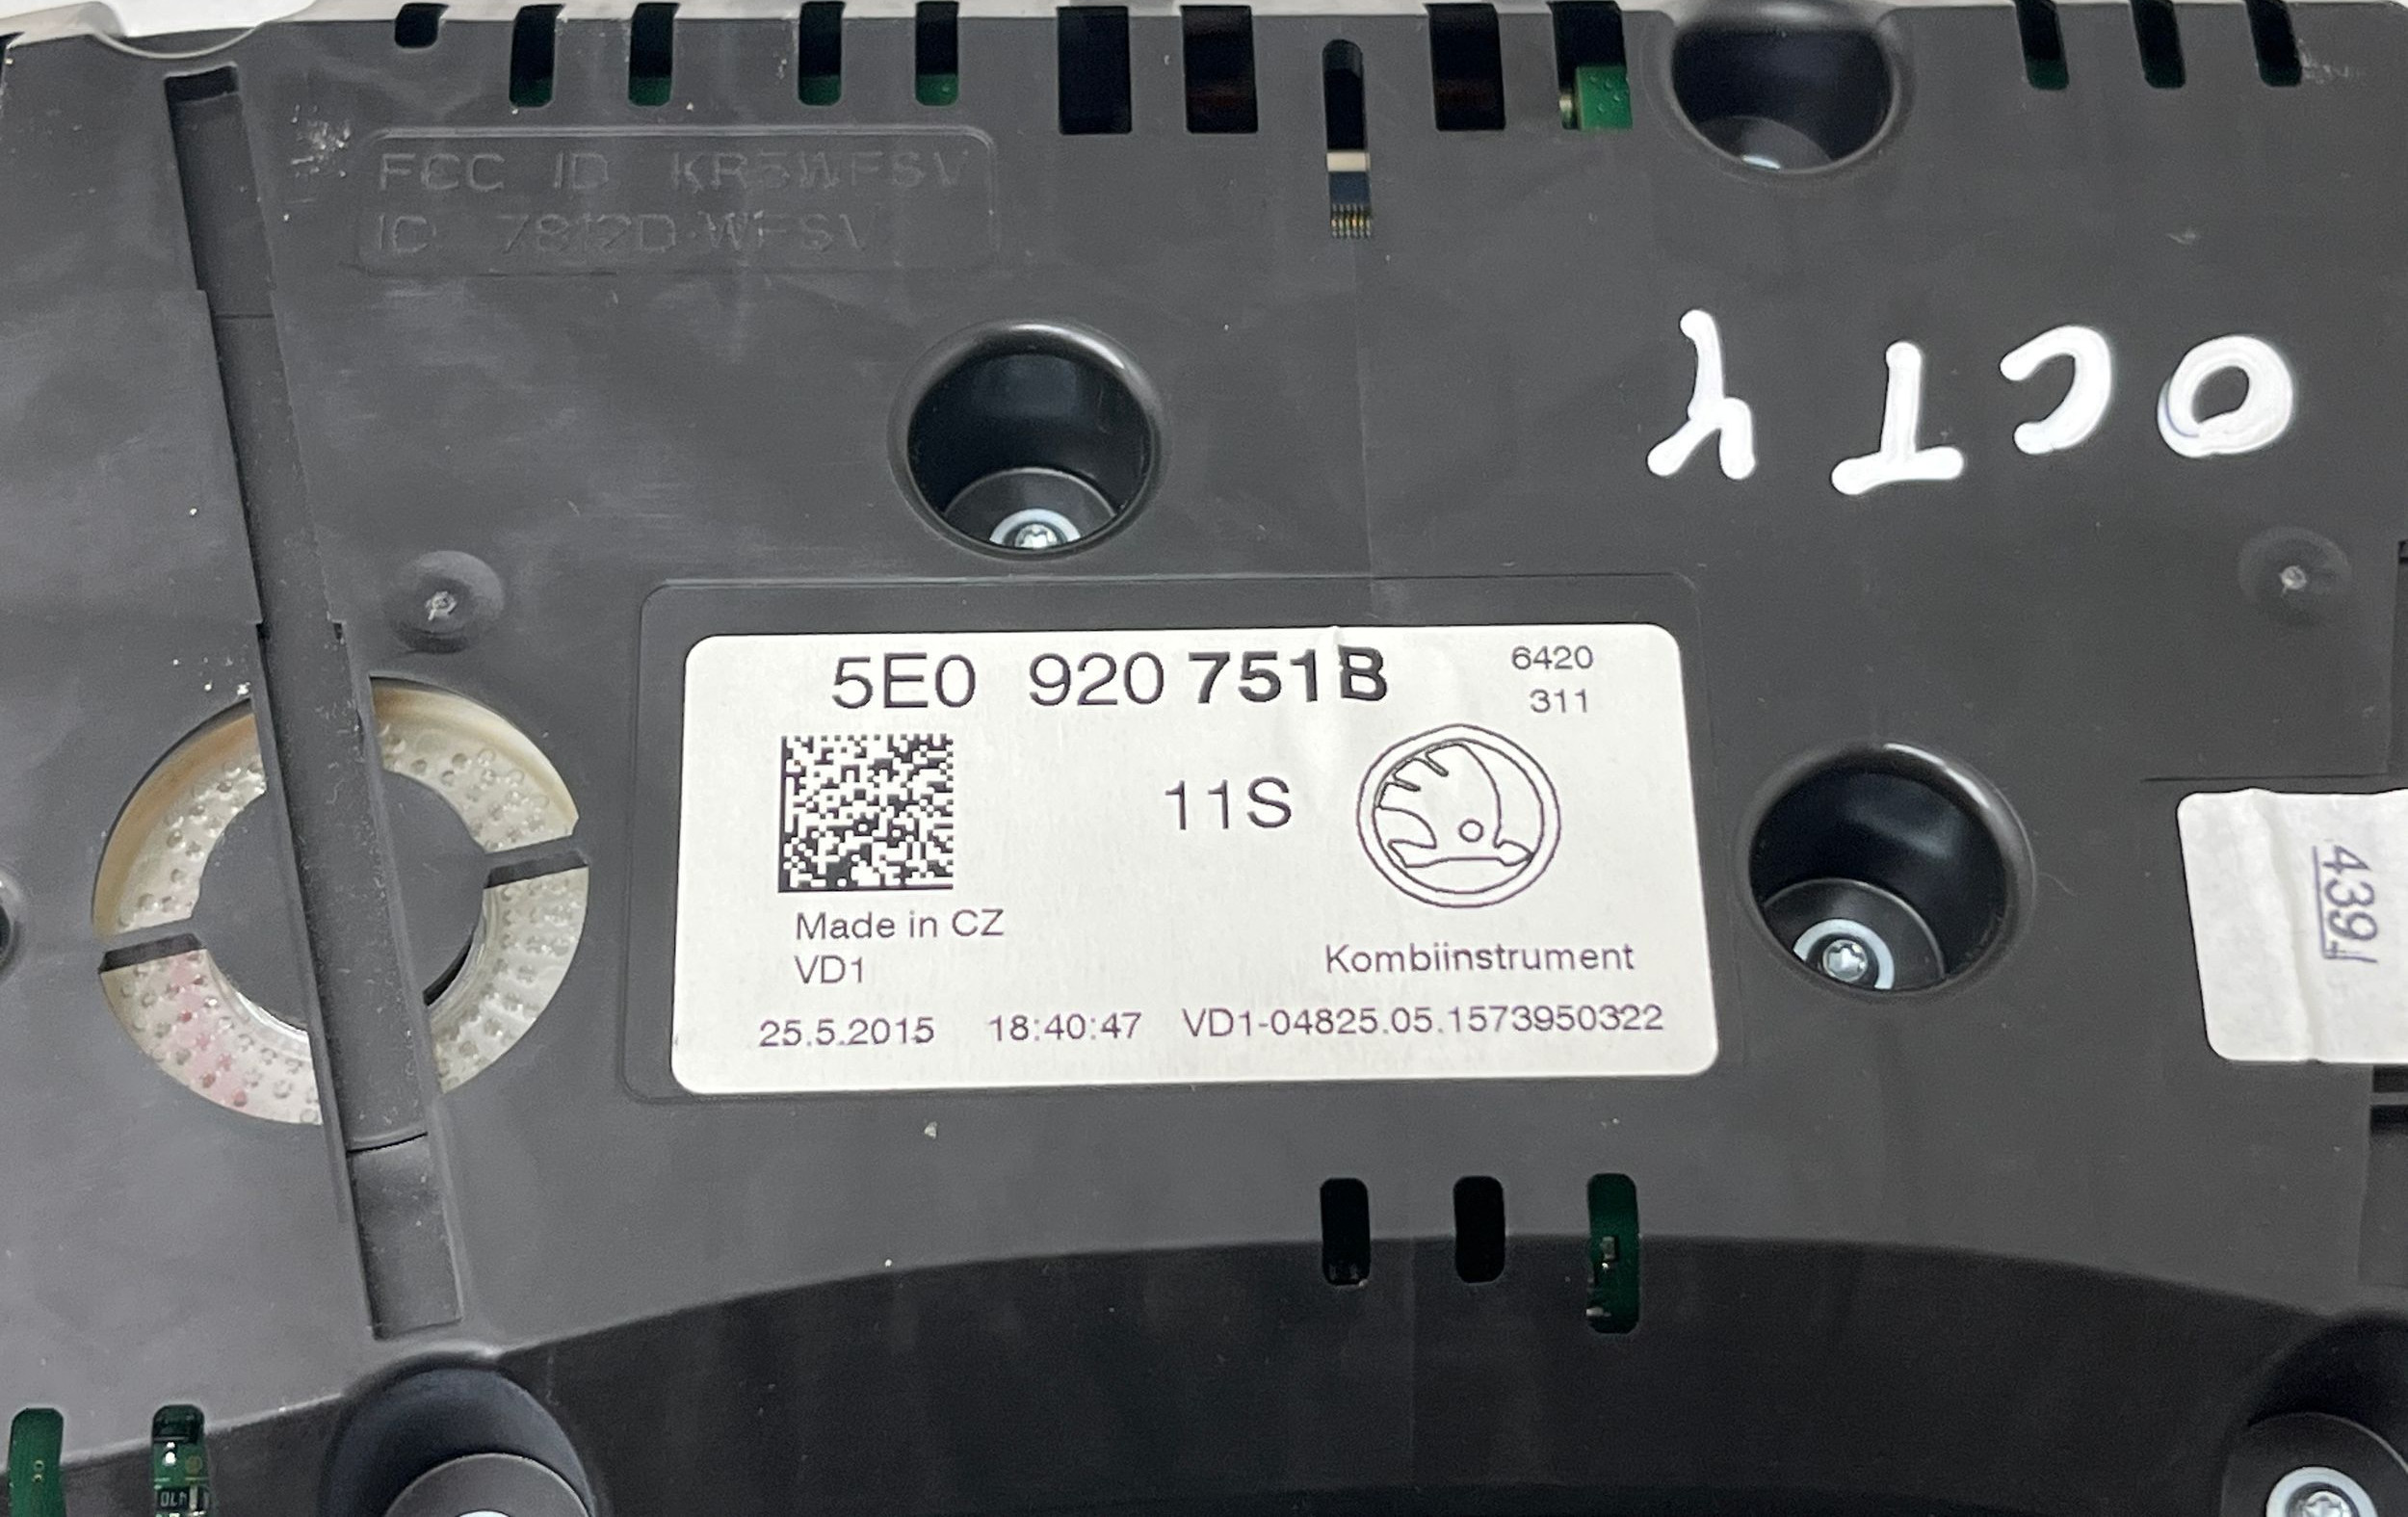 FCC ID KR5WFSV
IC 7812D-WFSV
OCT Y
5E0 920 751B
6420
311
11S
Made in CZ
VD1
Kombiinstrument
25.5.2015 18:40:47 VD1-04825.05.1573950322
439